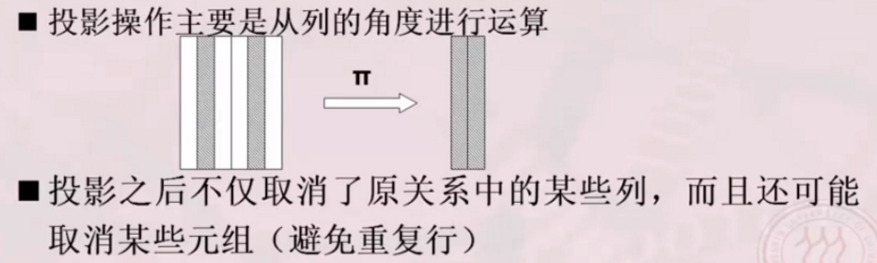 ■ 投影操作主要是从列的角度进行运算
π
■ 投影之后不仅取消了原关系中的某些列，而且还可能
取消某些元组（避免重复行）